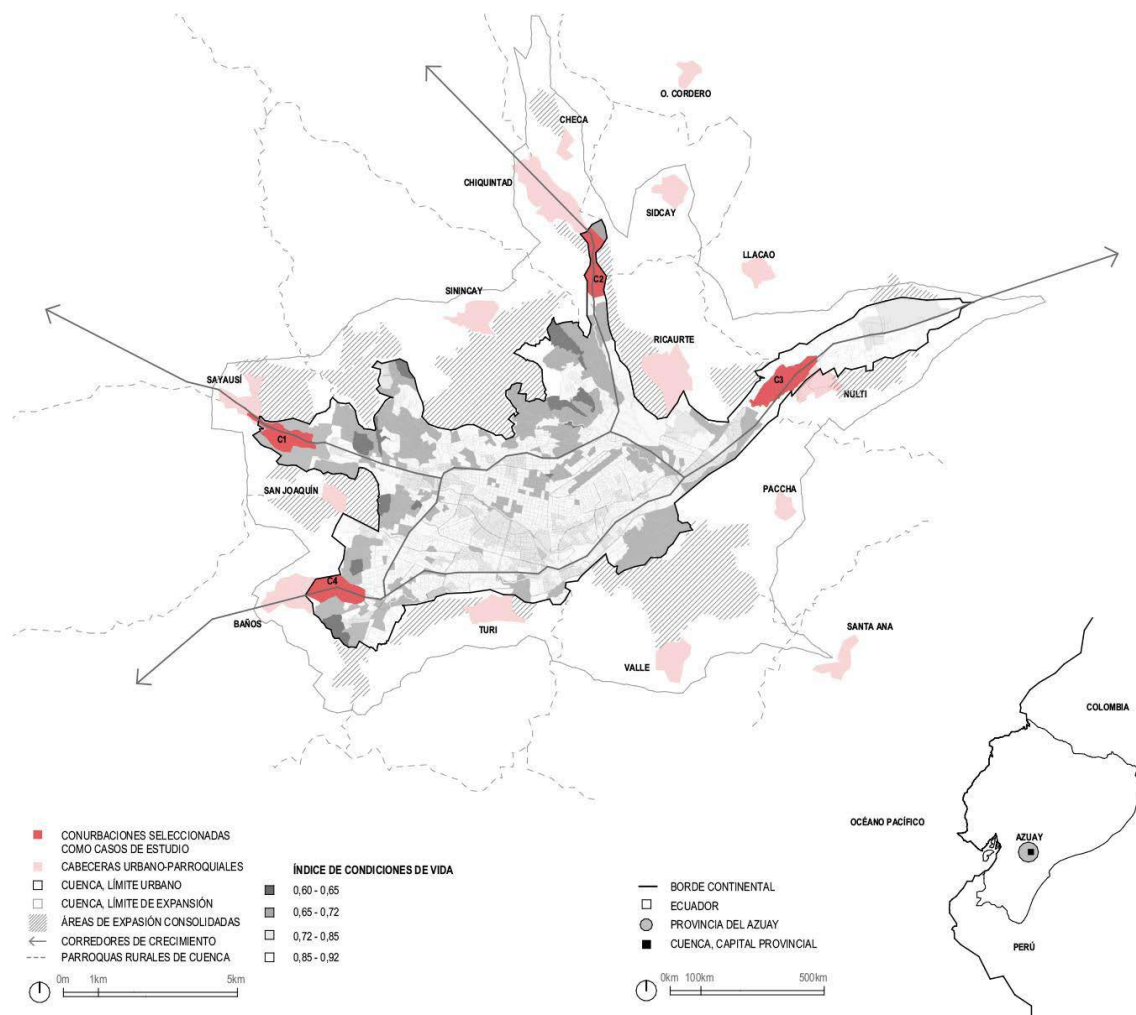 O. CORDERO
CHECA
CHIQUINTAD
SIDCAY
LLACAO
C2
SININCAY
RICAURTE
SAYAUSÍ
C3
NULTI
C1
SAN JOAQUÍN
PACCHA
C4
BAÑOS
TURI
SANTA ANA
VALLE
COLOMBIA
OCÉANO PACÍFICO
AZUAY
PERÚ
CONURBACIONES SELECCIONADAS
COMO CASOS DE ESTUDIO
CABECERAS URBANO-PARROQUIALES
CUENCA, LÍMITE URBANO
CUENCA, LÍMITE DE EXPANSIÓN
ÁREAS DE EXPASIÓN CONSOLIDADAS
CORREDORES DE CRECIMIENTO
PARROQUAS RURALES DE CUENCA
0m 1km 5km
ÍNDICE DE CONDICIONES DE VIDA
0,60 - 0,65
0,65 - 0,72
0,72 - 0,85
0,85 - 0,92
BORDE CONTINENTAL
ECUADOR
PROVINCIA DEL AZUAY
CUENCA, CAPITAL PROVINCIAL
0km 100km 500km